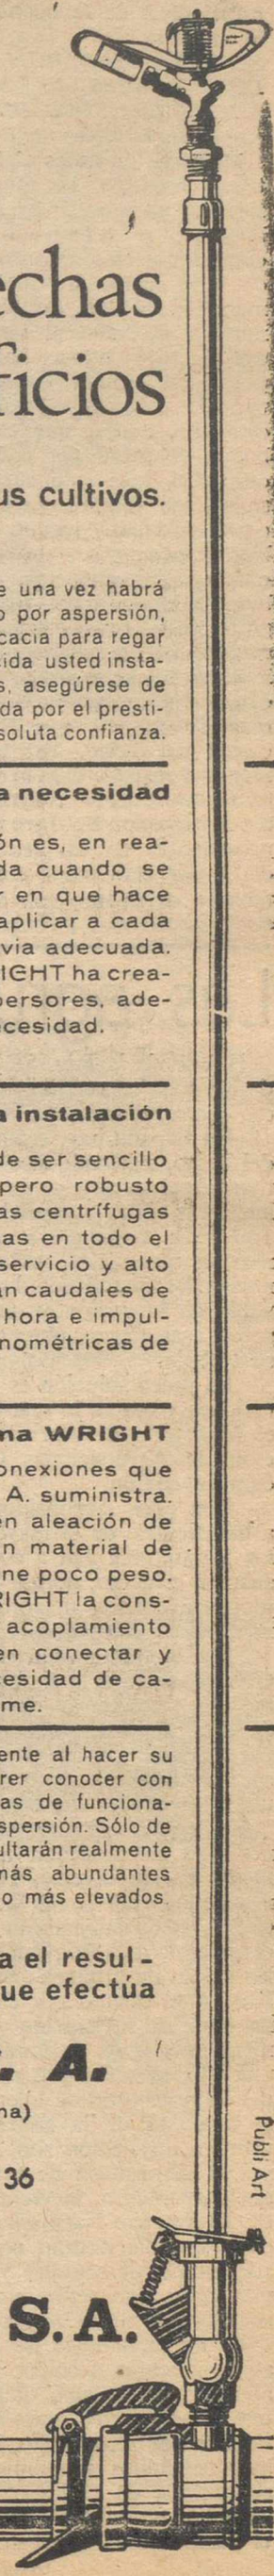 echas
ficios
us cultivos.
e una vez habrá
o por aspersión,
cacia para regar
ida usted insta-
s, asegúrese de
da por el presti-
soluta confianza.
a necesidad
ón es, en rea-
da cuando se
r en que hace
aplicar a cada
via adecuada.
IGHT ha crea-
persores, ade-
cesidad.
a instalación
de ser sencillo
pero robusto
as centrífugas
as en todo el
servicio y alto
an caudales de
hora e impul-
nométricas de
ma WRIGHT
onexiones que
A. suministra.
en aleación de
n material de
ne poco peso.
RIGHT la cons-
acoplamiento
en conectar y
cesidad de ca-
me.
ente al hacer su
rer conocer con
as de funciona-
spersión. Sólo de
ultarán realmente
más abundantes
o más elevados.
a el resul-
ue efectúa
. A.
na)
36
S.A.
Publi Art